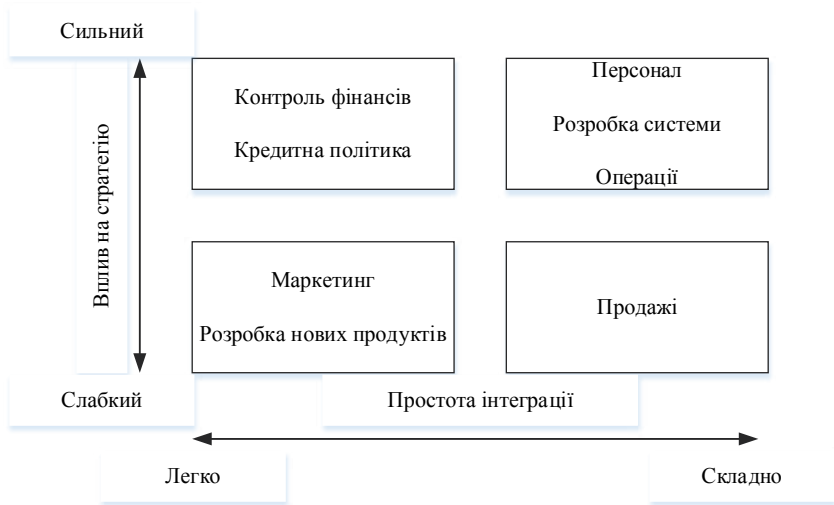 Сильний
Контроль фінансів
Кредитна політика
Персонал
Розробка системи
Операції
Вплив на стратегію
Маркетинг
Розробка нових продуктів
Продажі
Слабкий
Простота інтеграції
Легко
Складно